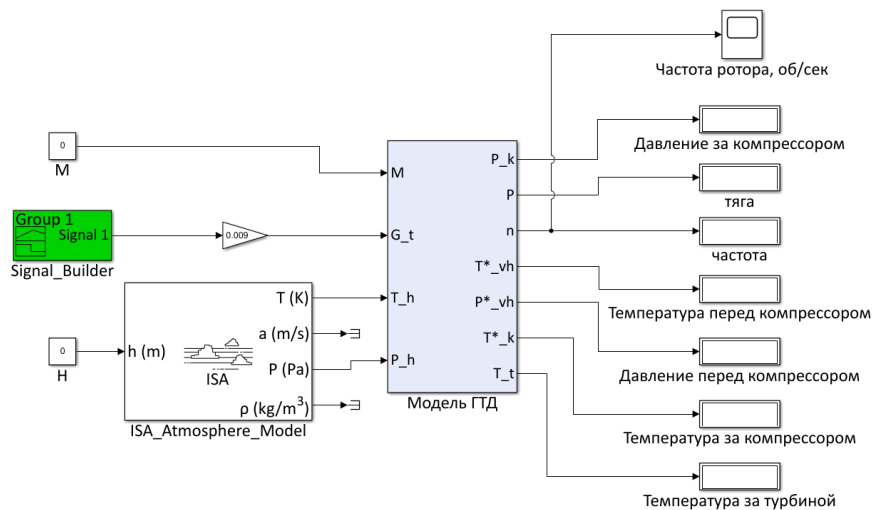 Частота ротора, об/сек
0
M
Group 1
Signal 1
Signal_Builder
0.009
0
H
h (m)
ISA
T (K)
a (m/s)
P (Pa)
ρ (kg/m³)
ISA_Atmosphere_Model
M
G_t
T_h
P_h
P_k
P
n
T*_vh
P*_vh
T*_k
T_t
Модель ГТД
Давление за компрессором
тяга
частота
Температура перед компрессором
Давление перед компрессором
Температура за компрессором
Температура за турбиной